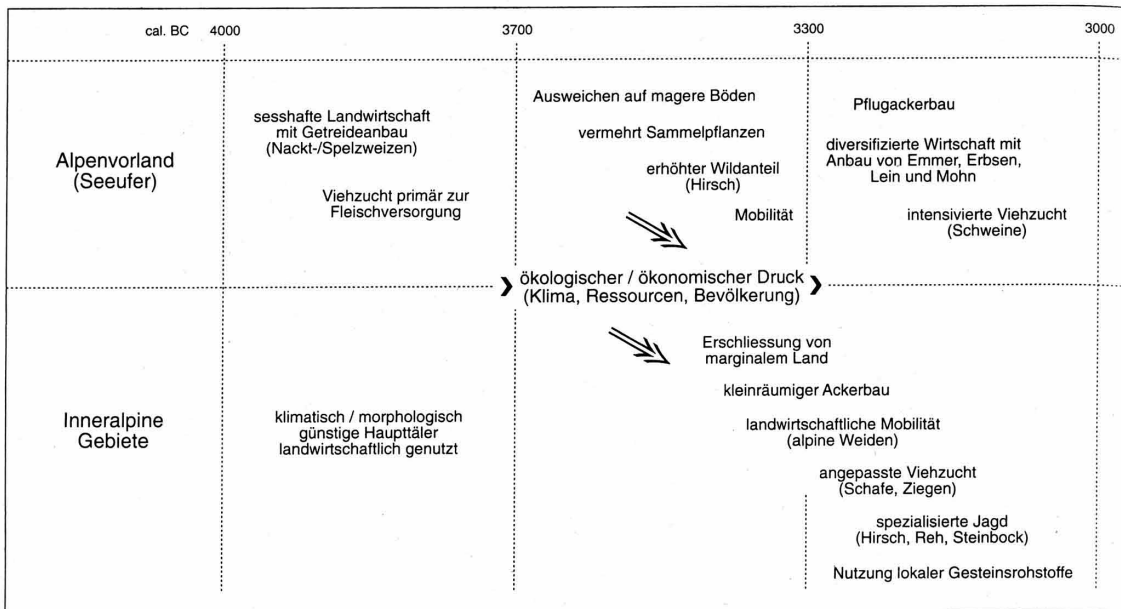 cal. BC 4000 3700 3300 3000
Alpenvorland
(Seeufer)
sesshafte Landwirtschaft
mit Getreideanbau
(Nackt-/Spelzweizen)
Viehzucht primär zur
Fleischversorgung
Ausweichen auf magere Böden
vermehrt Sammelpflanzen
erhöhter Wildanteil
(Hirsch)
Mobilität
Pflugackerbau
diversifizierte Wirtschaft mit
Anbau von Emmer, Erbsen,
Lein und Mohn
intensivierte Viehzucht
(Schweine)
ökologischer / ökonomischer Druck
(Klima, Ressourcen, Bevölkerung)
Inneralpine
Gebiete
klimatisch / morphologisch
günstige Haupttäler
landwirtschaftlich genutzt
Erschliessung von
marginalem Land
kleinräumiger Ackerbau
landwirtschaftliche Mobilität
(alpine Weiden)
angepasste Viehzucht
(Schafe, Ziegen)
spezialisierte Jagd
(Hirsch, Reh, Steinbock)
Nutzung lokaler Gesteinsrohstoffe